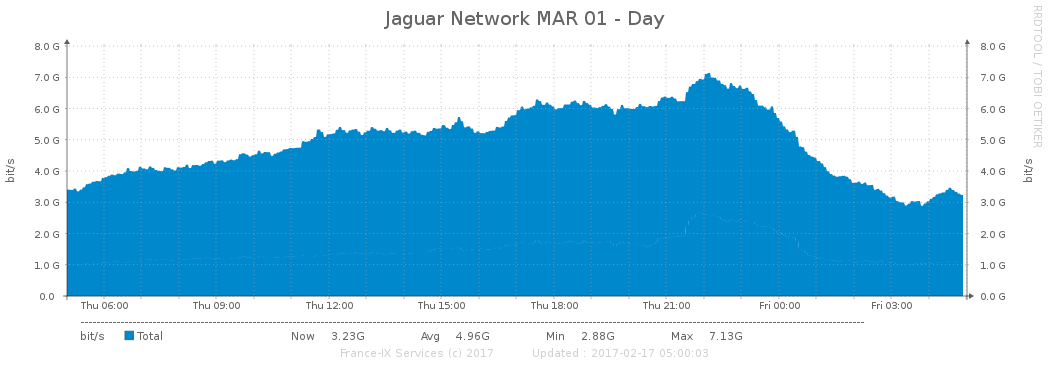 Jaguar Network MAR 01 - Day
RRDTOOL / TOBI OETIKER
bit/s
8.0 G 8.0 G
7.0 G 7.0 G
6.0 G 6.0 G
5.0 G 5.0 G
4.0 G 4.0 G
3.0 G 3.0 G
2.0 G 2.0 G
1.0 G 1.0 G
0.0 0.0 G
bit/s
Thu 06:00 Thu 09:00 Thu 12:00 Thu 15:00 Thu 18:00 Thu 21:00 Fri 00:00 Fri 03:00
bit/s Total Now 3.23G Avg 4.96G Min 2.88G Max 7.13G
France-IX Services (c) 2017 Updated : 2017-02-17 05:00:03